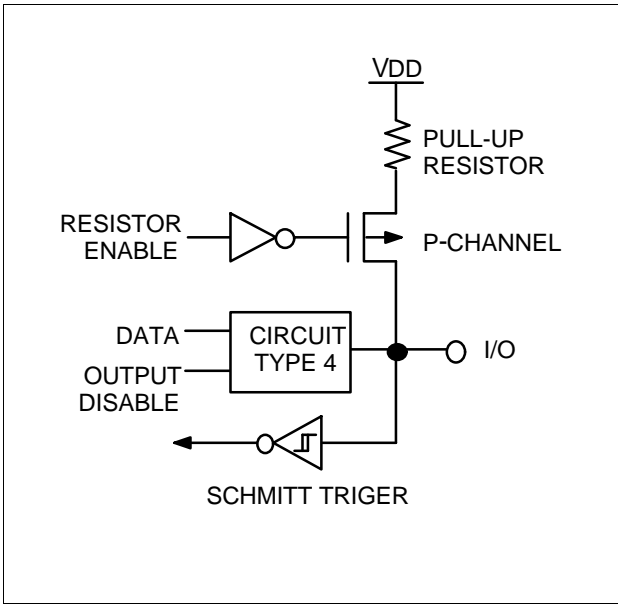 VDD
PULL-UP
RESISTOR
RESISTOR
ENABLE
P-CHANNEL
DATA
OUTPUT
DISABLE
CIRCUIT
TYPE 4
I/O
SCHMITT TRIGER